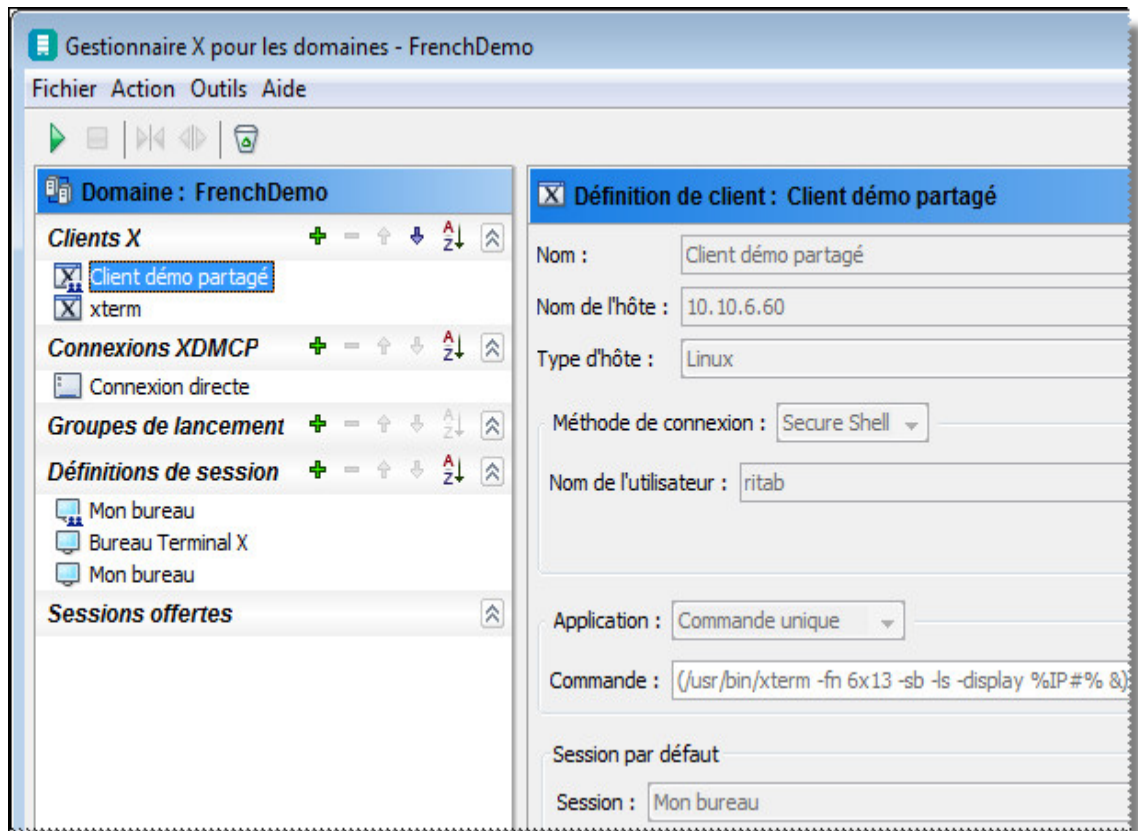 Gestionnaire X pour les domaines - FrenchDemo
Fichier Action Outils Aide
Domaine : FrenchDemo
Clients X
Client démo partagé
xterm
Connexions XDMCP
Connexion directe
Groupes de lancement
Définitions de session
Mon bureau
Bureau Terminal X
Mon bureau
Sessions offertes
Définition de client : Client démo partagé
Nom : Client démo partagé
Nom de l'hôte : 10.10.6.60
Type d'hôte : Linux
Méthode de connexion : Secure Shell
Nom de l'utilisateur : ritab
Application : Commande unique
Commande : (/usr/bin/xterm -fn 6x13 -sb -ls -display %IP#% &)
Session par défaut
Session : Mon bureau